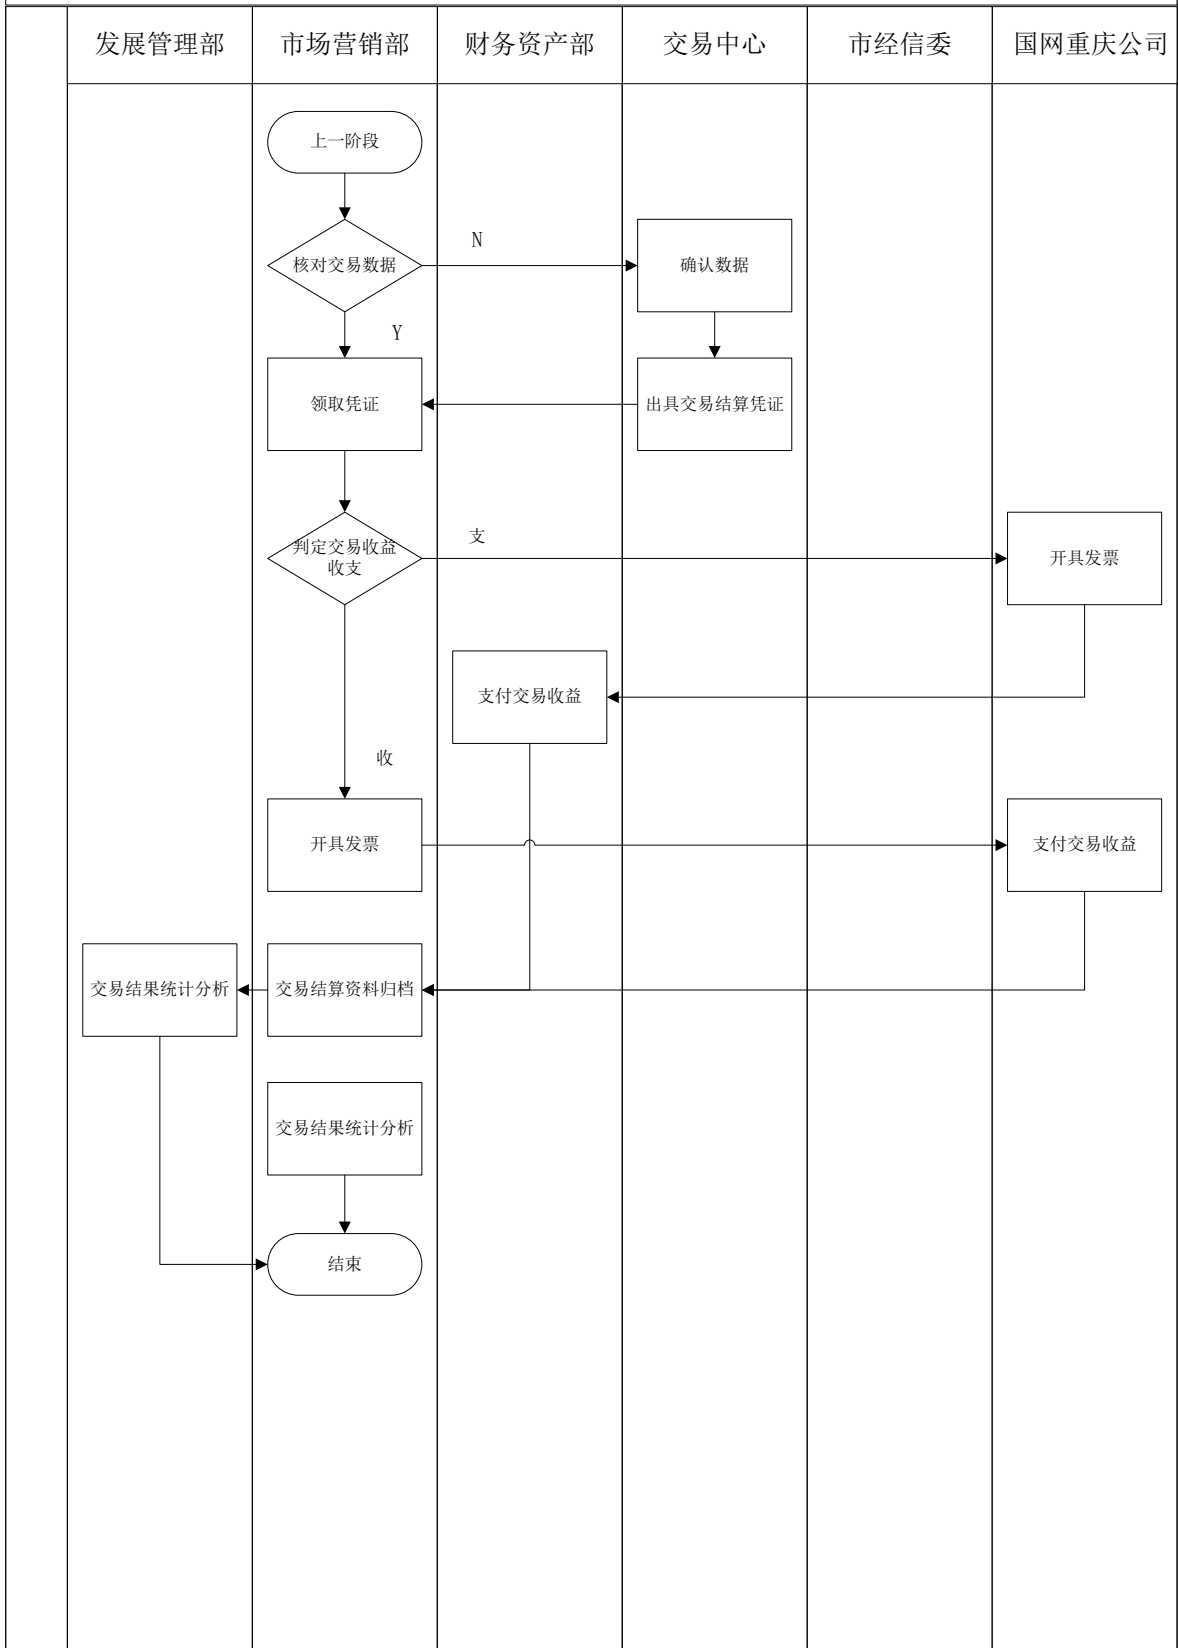 发展管理部
市场营销部
财务资产部
交易中心
市经信委
国网重庆公司
上一阶段
核对交易数据
N
确认数据
Y
领取凭证
出具交易结算凭证
判定交易收益
收支
支
开具发票
支付交易收益
收
开具发票
支付交易收益
交易结果统计分析
交易结算资料归档
交易结果统计分析
结束